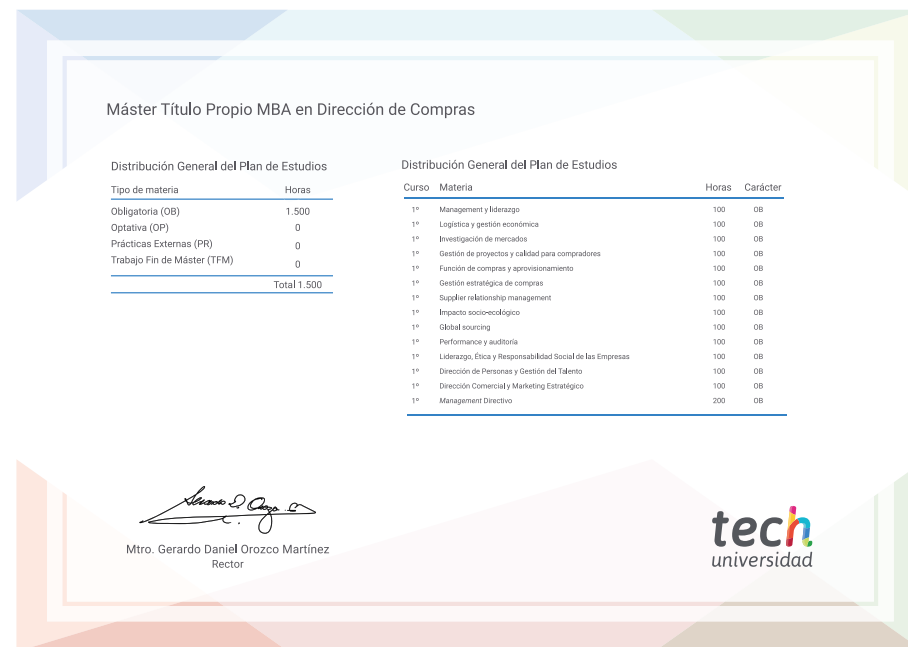 Máster Título Propio MBA en Dirección de Compras
Distribución General del Plan de Estudios
Tipo de materia Horas
Obligatoria (OB) 1.500
Optativa (OP) 0
Prácticas Externas (PR) 0
Trabajo Fin de Máster (TFM) 0
Total 1.500
Distribución General del Plan de Estudios
Curso Materia Horas Carácter
1º Management y liderazgo 100 OB
1º Logística y gestión económica 100 OB
1º Investigación de mercados 100 OB
1º Gestión de proyectos y calidad para compradores 100 OB
1º Función de compras y aprovisionamiento 100 OB
1º Gestión estratégica de compras 100 OB
1º Supplier relationship management 100 OB
1º Impacto socio-ecológico 100 OB
1º Global sourcing 100 OB
1º Performance y auditoría 100 OB
1º Liderazgo, Ética y Responsabilidad Social de las Empresas 100 OB
1º Dirección de Personas y Gestión del Talento 100 OB
1º Dirección Comercial y Marketing Estratégico 100 OB
1º Management Directivo 200 OB
Mtro. Gerardo Daniel Orozco Martínez
Rector
tech
universidad